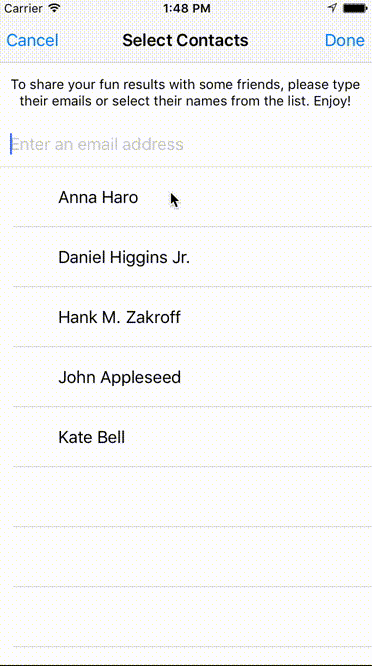 Carrier 1:48 PM
Cancel Select Contacts Done
To share your fun results with some friends, please type
their emails or select their names from the list. Enjoy!
Enter an email address
Anna Haro
Daniel Higgins Jr.
Hank M. Zakroff
John Appleseed
Kate Bell